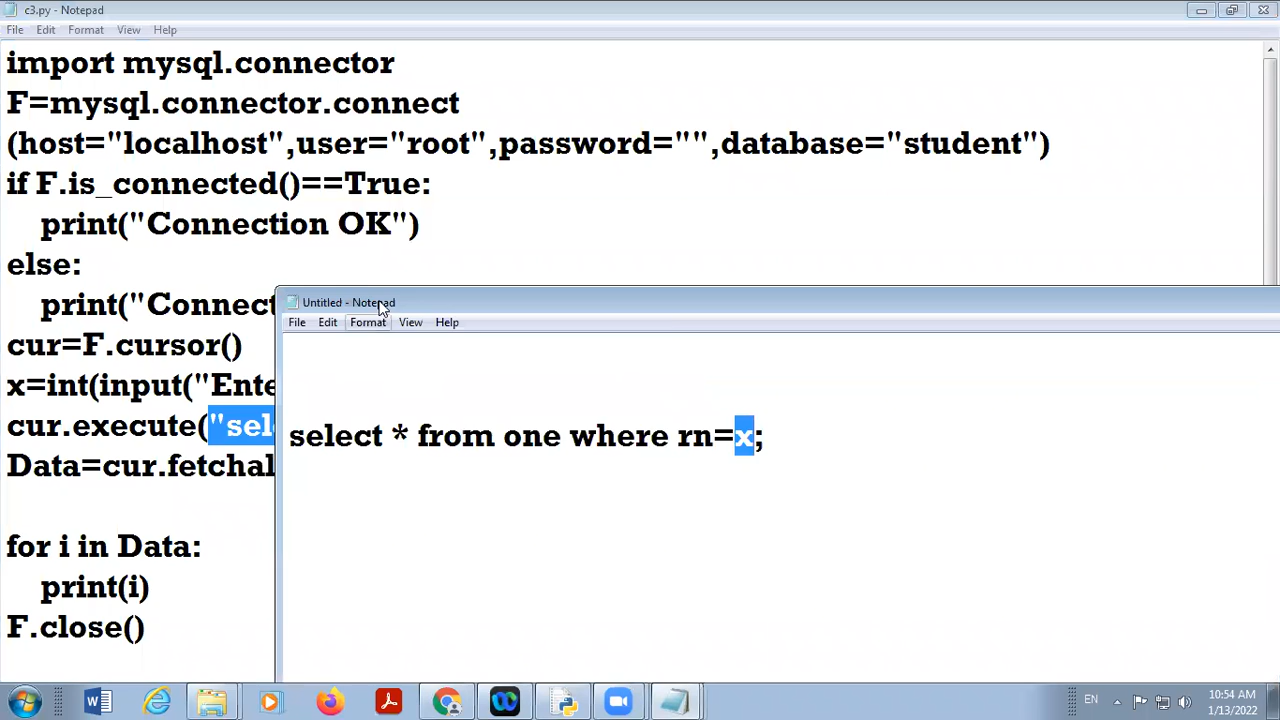 c3.py - Notepad
File Edit Format View Help
import mysql.connector
F=mysql.connector.connect
(host="localhost",user="root",password="",database="student")
if F.is_connected()==True:
print("Connection OK")
else:
print("Connect
cur=F.cursor()
x=int(input("Ente
cur.execute("sel
Data=cur.fetchal
for i in Data:
print(i)
F.close()
Untitled - Notepad
File Edit Format View Help
select * from one where rn=x;
EN
10:54 AM
1/13/2022